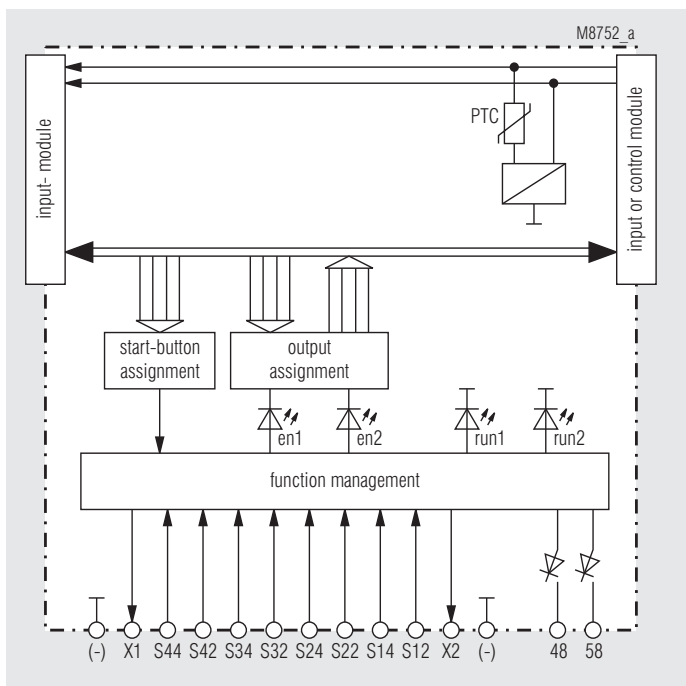 M8752_a
input- module
PTC
input or control module
start-button
assignment
output
assignment
en1
en2
run1
run2
function management
(-) X1 S44 S42 S34 S32 S24 S22 S14 S12 X2 (-) 48 58